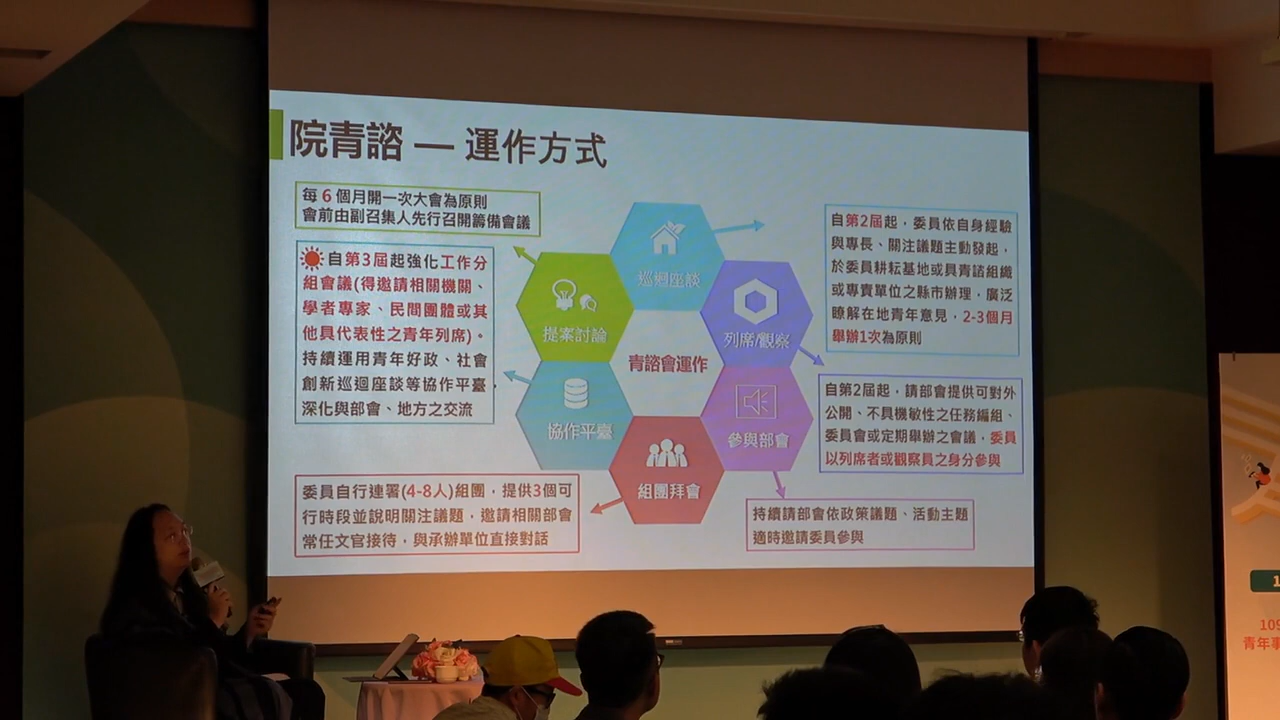 院青諮 — 運作方式
每 6 個月開一次大會為原則
會前由副召集人先行召開籌備會議
自第3屆起強化工作分
組會議(得邀請相關機關、
學者專家、民間團體或其
他具代表性之青年列席)。
持續運用青年好政、社會
創新巡迴座談等協作平臺,
深化與部會、地方之交流
委員自行連署(4-8人)組團,提供3個可
行時段並說明關注議題,邀請相關部會
常任文官接待,與承辦單位直接對話
巡迴座談
提案討論
列席/觀察
青諮會運作
協作平臺
參與部會
組團拜會
自第2屆起,委員依自身經驗
與專長、關注議題主動發起,
於委員耕耘基地或具青諮組織
或專責單位之縣市辦理,廣泛
瞭解在地青年意見,2-3個月
舉辦1次為原則
自第2屆起,請部會提供可對外
公開、不具機敏性之任務編組、
委員會或定期舉辦之會議,委員
以列席者或觀察員之身分參與
持續請部會依政策議題、活動主題
適時邀請委員參與
109
青年事